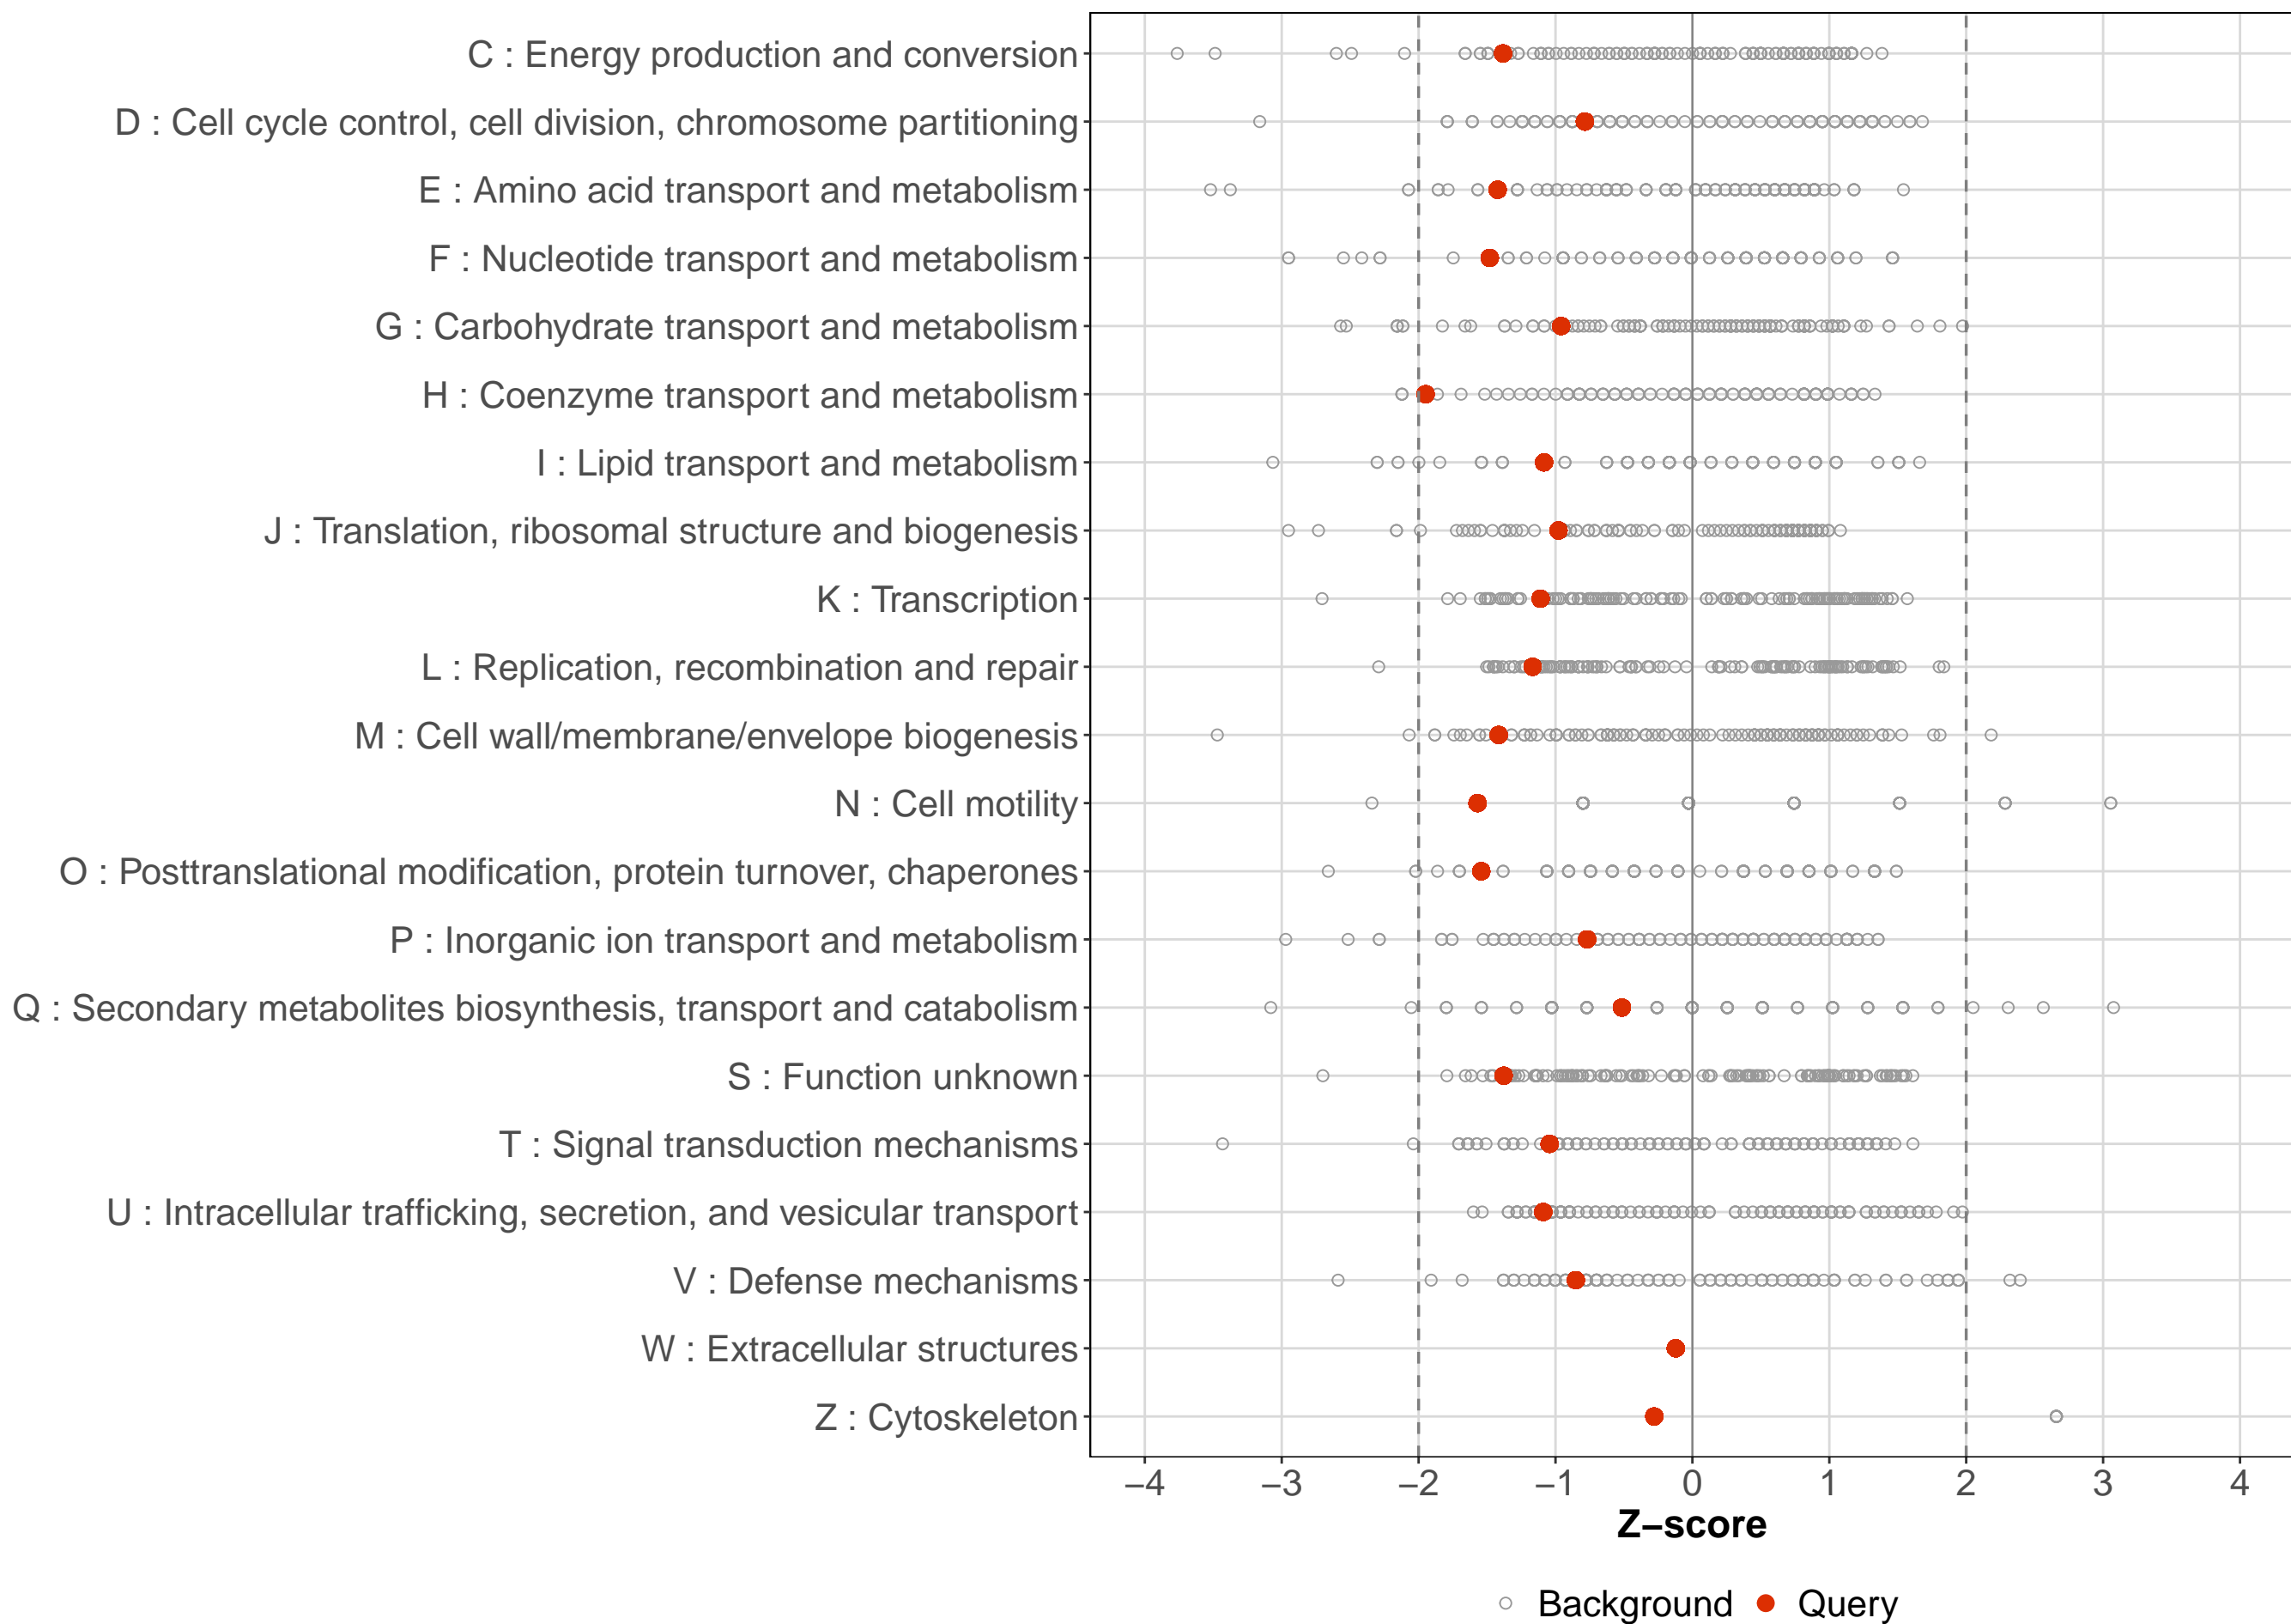 C : Energy production and conversion
D : Cell cycle control, cell division, chromosome partitioning
E : Amino acid transport and metabolism
F : Nucleotide transport and metabolism
G : Carbohydrate transport and metabolism
H : Coenzyme transport and metabolism
I : Lipid transport and metabolism
J : Translation, ribosomal structure and biogenesis
K : Transcription
L : Replication, recombination and repair
M : Cell wall/membrane/envelope biogenesis
N : Cell motility
O : Posttranslational modification, protein turnover, chaperones
P : Inorganic ion transport and metabolism
Q : Secondary metabolites biosynthesis, transport and catabolism
S : Function unknown
T : Signal transduction mechanisms
U : Intracellular trafficking, secretion, and vesicular transport
V : Defense mechanisms
W : Extracellular structures
Z : Cytoskeleton
−4 −3 −2 −1 0 1 2 3 4
Z−score
Background Query